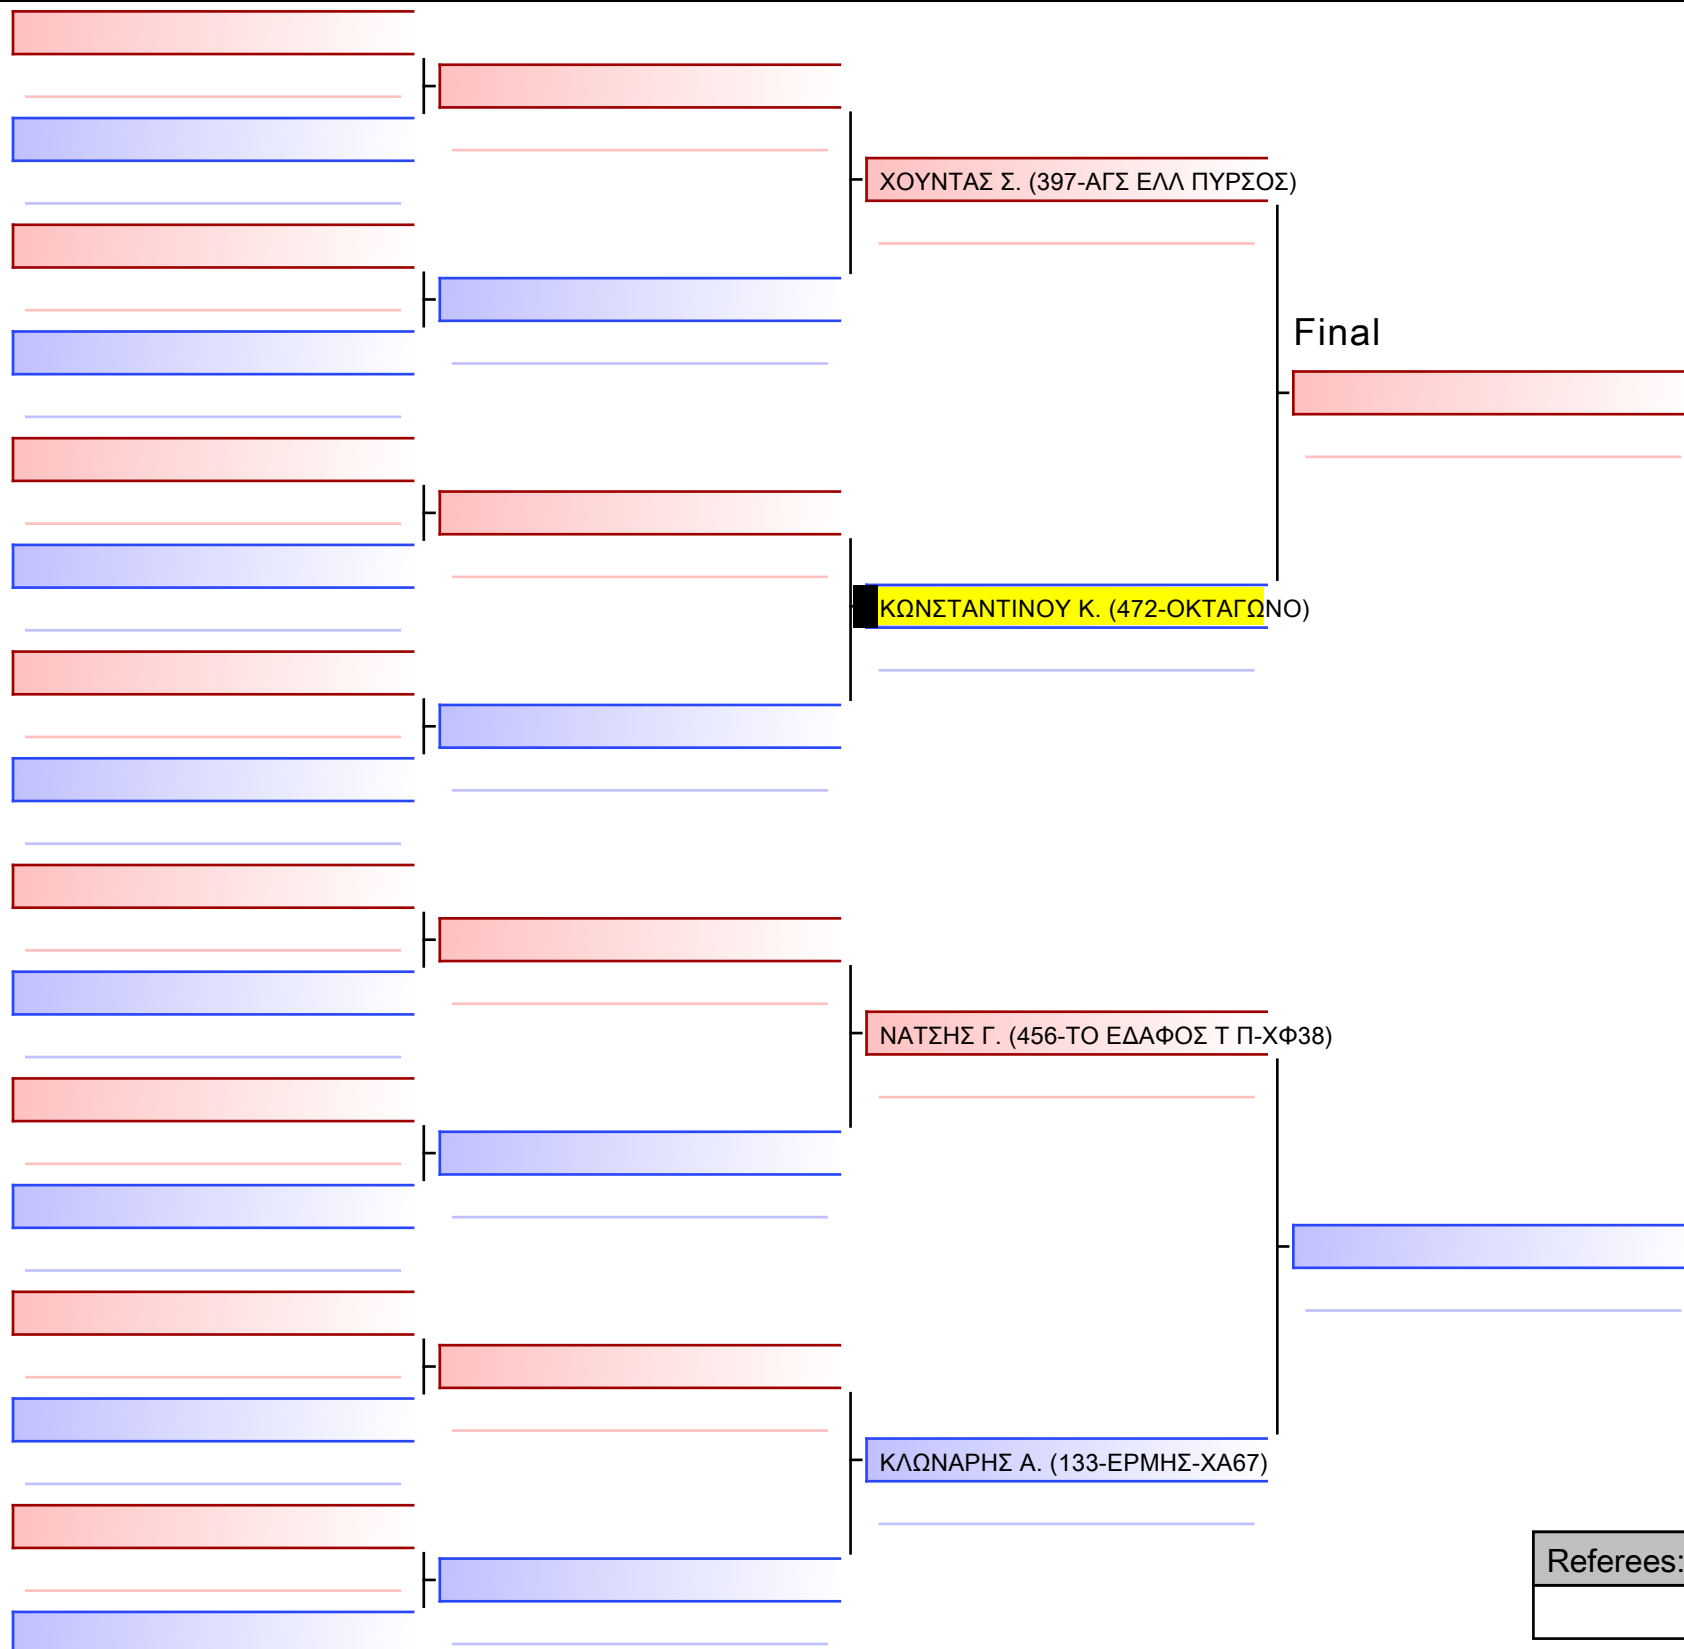 ΧΟΥΝΤΑΣ Σ. (397-ΑΓΣ ΕΛΛ ΠΥΡΣΟΣ)
Final
ΚΩΝΣΤΑΝΤΙΝΟΥ Κ. (472-ΟΚΤΑΓΩΝΟ)
ΝΑΤΣΗΣ Γ. (456-ΤΟ ΕΔΑΦΟΣ Τ Π-ΧΦ38)
ΚΛΩΝΑΡΗΣ Α. (133-ΕΡΜΗΣ-ΧΑ67)
Referees: